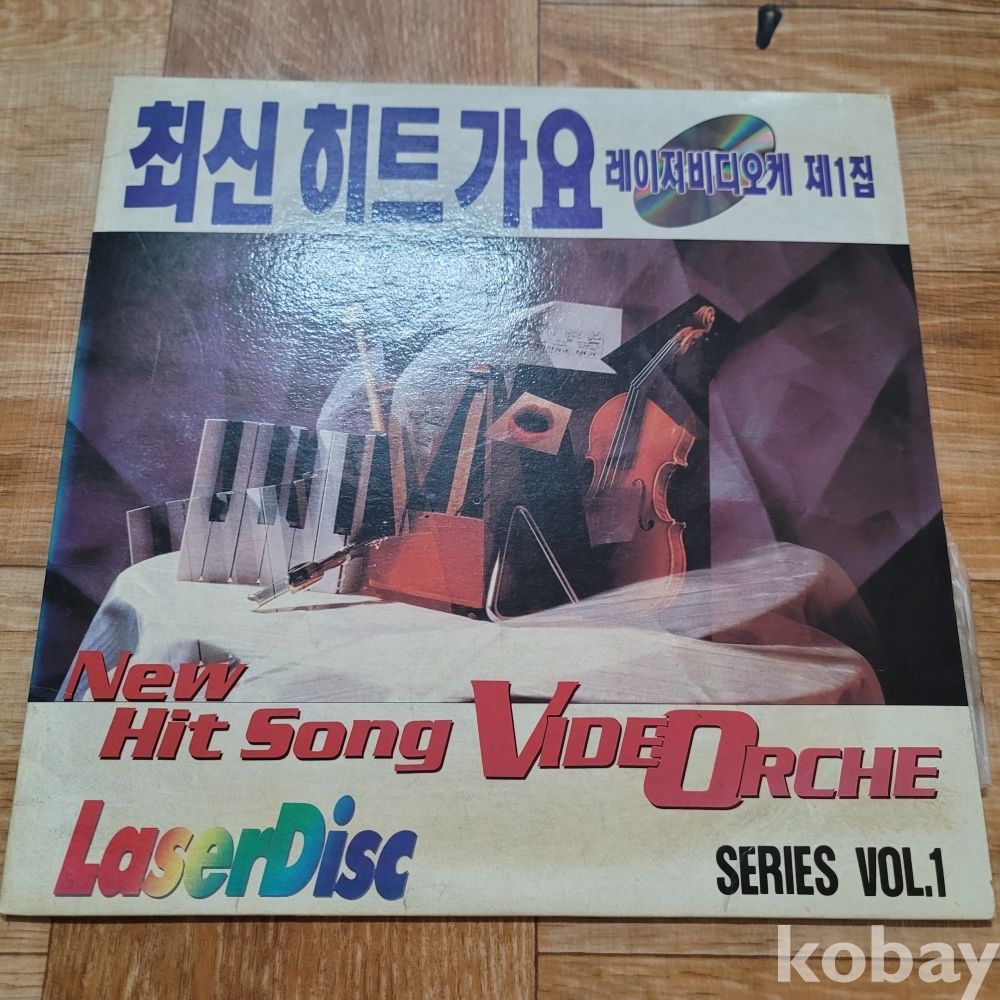 최신 히트 가요 레이져비디오케 제1집
New
Hit Song VIDEORCHE
LaserDisc
SERIES VOL.1
kobay